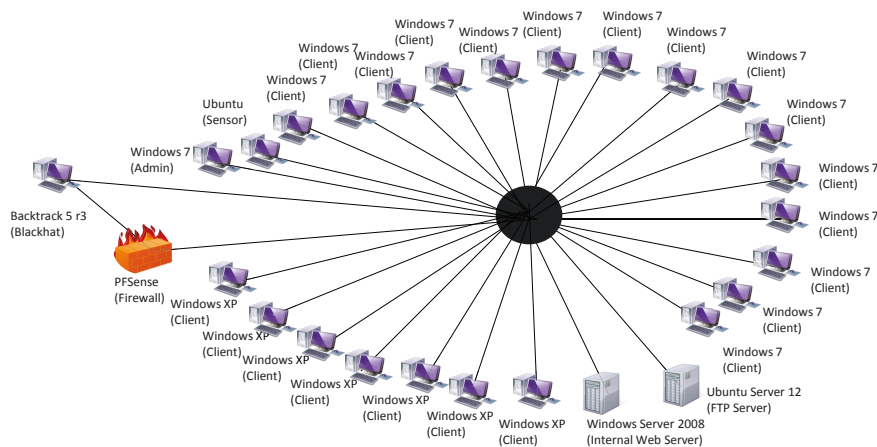 Windows 7
(Client)
Windows 7
(Client)
Windows 7
(Client)
Windows 7
(Client)
Windows 7
(Client)
Windows 7
(Client)
Windows 7
(Client)
Windows 7
(Client)
Windows 7
(Client)
Ubuntu
(Sensor)
Windows 7
(Admin)
Windows 7
(Client)
Windows 7
(Client)
Windows 7
(Client)
Windows 7
(Client)
Windows 7
(Client)
Windows 7
(Client)
Backtrack 5 r3
(Blackhat)
PFSense
(Firewall)
Windows XP
(Client)
Windows XP
(Client)
Windows XP
(Client)
Windows XP
(Client)
Windows XP
(Client)
Windows XP
(Client)
Windows XP
(Client)
Windows Server 2008
(Internal Web Server)
Ubuntu Server 12
(FTP Server)